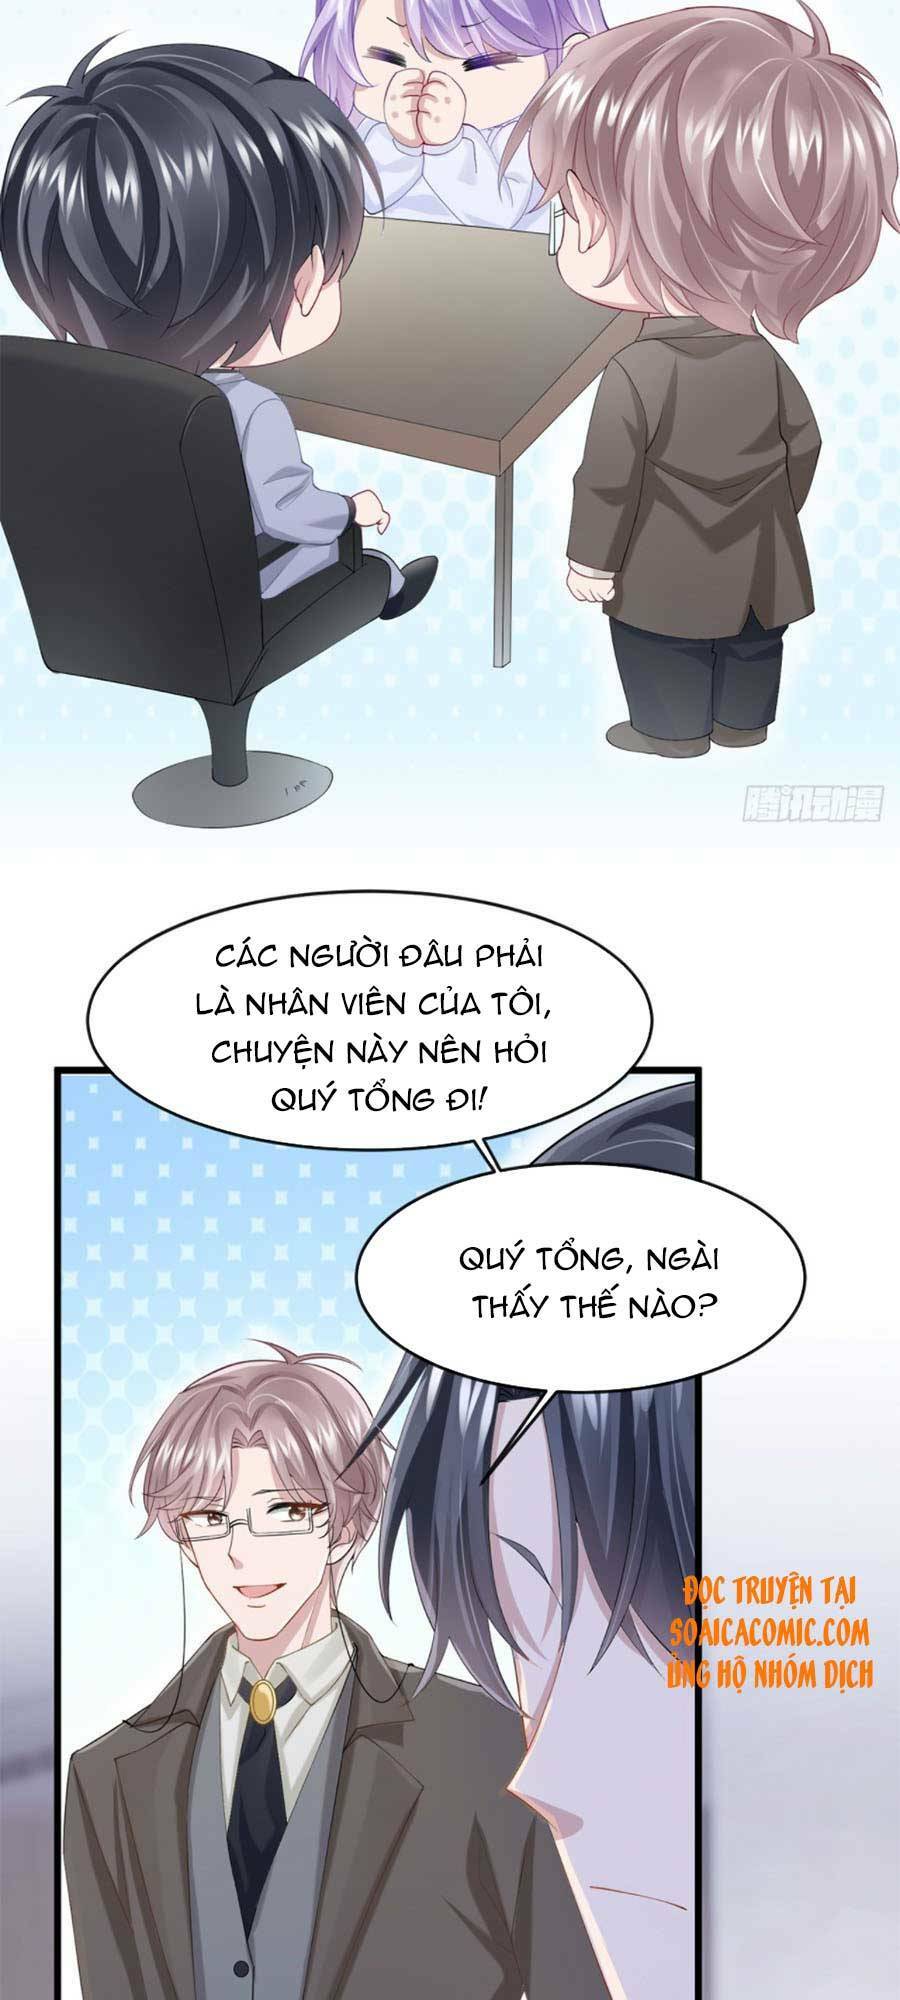 腾讯动漫
CÁC NGƯỜI ĐÂU PHẢI
LÀ NHÂN VIÊN CỦA TÔI,
CHUYỆN NÀY NÊN HỎI
QUÝ TỔNG ĐI!
QUÝ TỔNG, NGÀI
THẤY THẾ NÀO?
ĐỌC TRUYỆN TẠI
SOAICACOMIC.COM
ỦNG HỘ NHÓM DỊCH